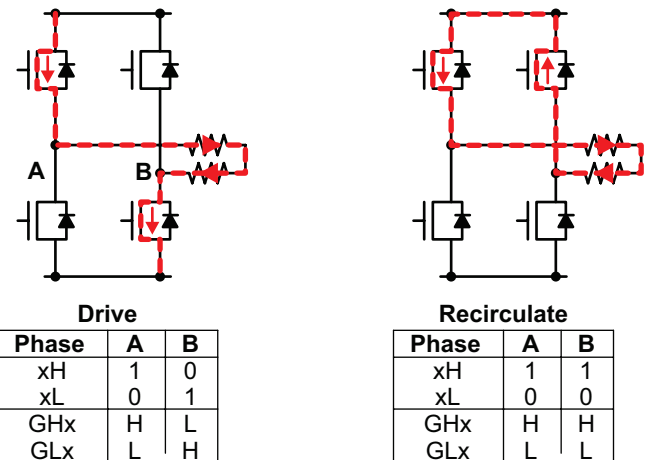 A B
Drive Recirculate
Phase A B Phase A B
xH 1 0 xH 1 1
xL 0 1 xL 0 0
GHx H L GHx H H
GLx L H GLx L L